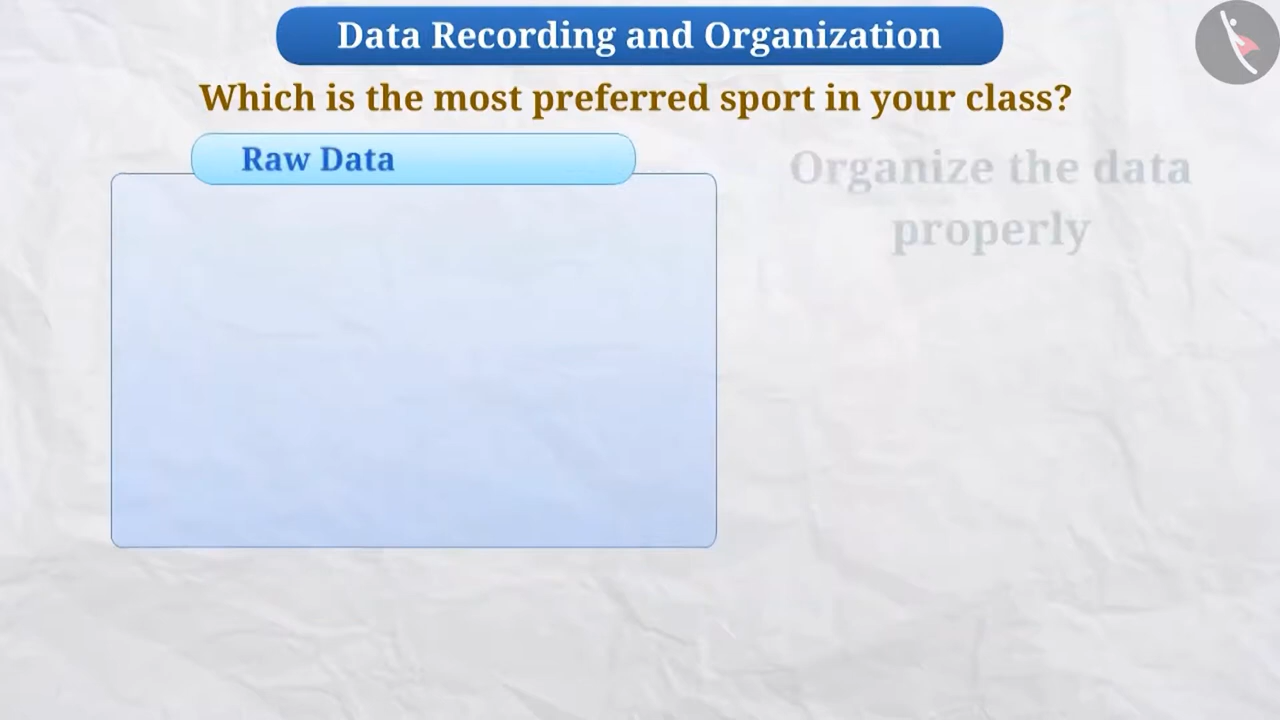 Data Recording and Organization
Which is the most preferred sport in your class?
Raw Data
Organize the data
properly